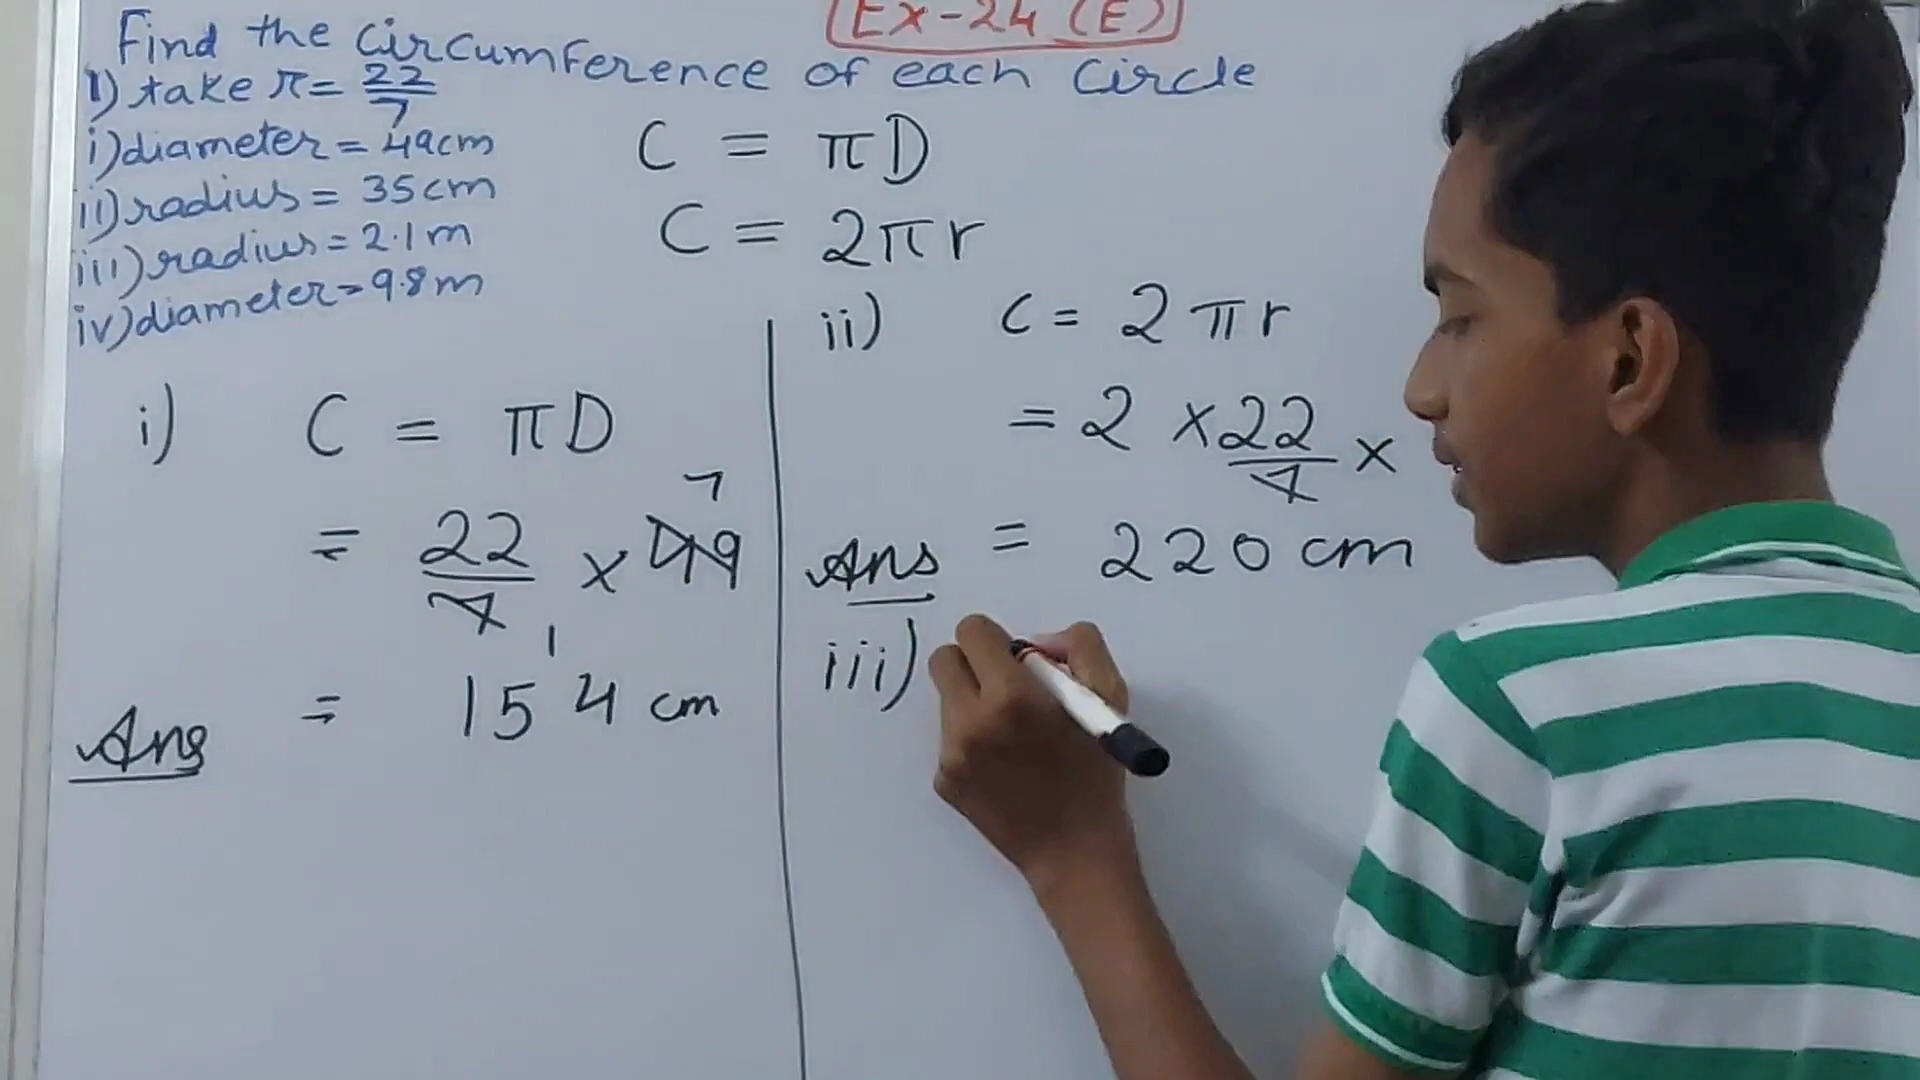 Ex-24 (E)
Find the circumference of each circle
1) take π = 22/7
i) diameter = 49cm
ii) radius = 35cm
iii) radius = 2.1m
iv) diameter = 9.8m
C = πD
C = 2πr
i) C = πD
= 22/7 × 49
7
1
Ans = 154 cm
ii) C = 2πr
= 2 × 22/7 ×
Ans = 220 cm
iii)